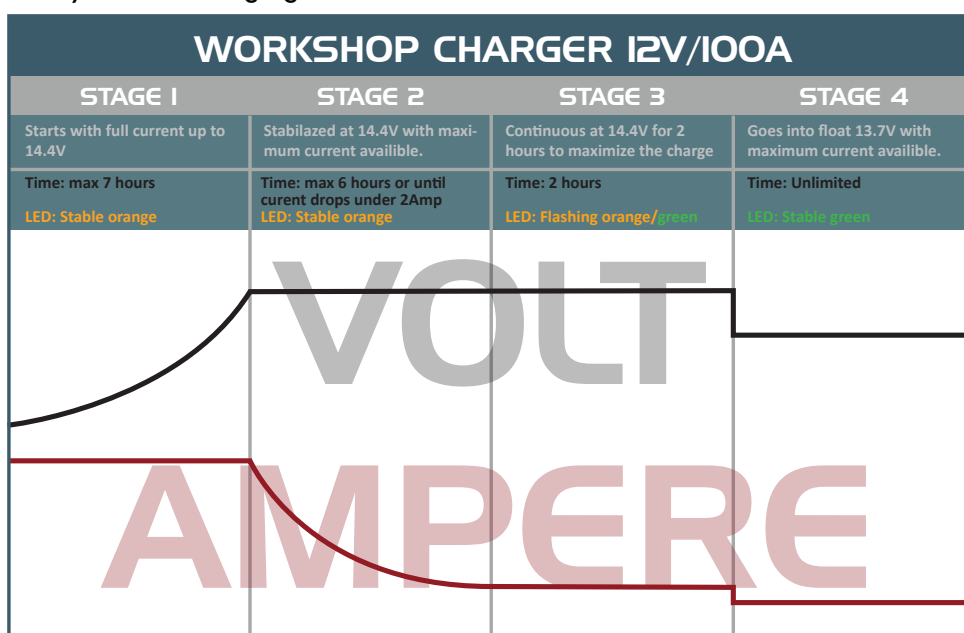 WORKSHOP CHARGER 12V/100A
STAGE 1
STAGE 2
STAGE 3
STAGE 4
Starts with full current up to
14.4V
Stabilazed at 14.4V with maxi-
mum current availible.
Continuous at 14.4V for 2
hours to maximize the charge
Goes into float 13.7V with
maximum current availible.
Time: max 7 hours
LED: Stable orange
Time: max 6 hours or until
curent drops under 2Amp
LED: Stable orange
Time: 2 hours
LED: Flashing orange/green
Time: Unlimited
LED: Stable green
VOLT
AMPERE